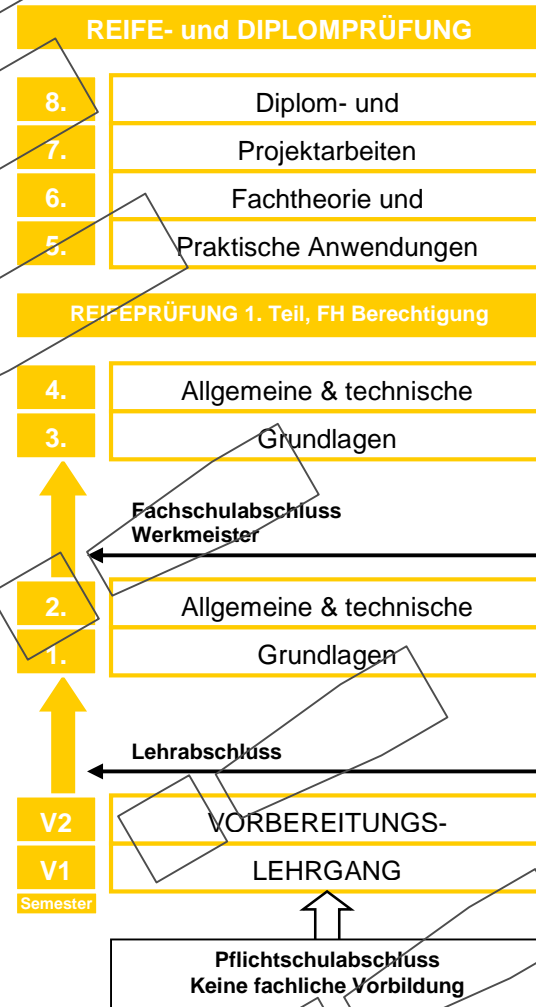 REIFE- und DIPLOMPRÜFUNG
8. Diplom- und
7. Projektarbeiten
6. Fachtheorie und
5. Praktische Anwendungen
REIFEPRÜFUNG 1. Teil, FH Berechtigung
4. Allgemeine & technische
3. Grundlagen
Fachschulabschluss
Werkmeister
2. Allgemeine & technische
1. Grundlagen
Lehrabschluss
V2 VORBEREITUNGS-
V1 LEHRGANG
Semester
Pflichtschulabschluss
Keine fachliche Vorbildung